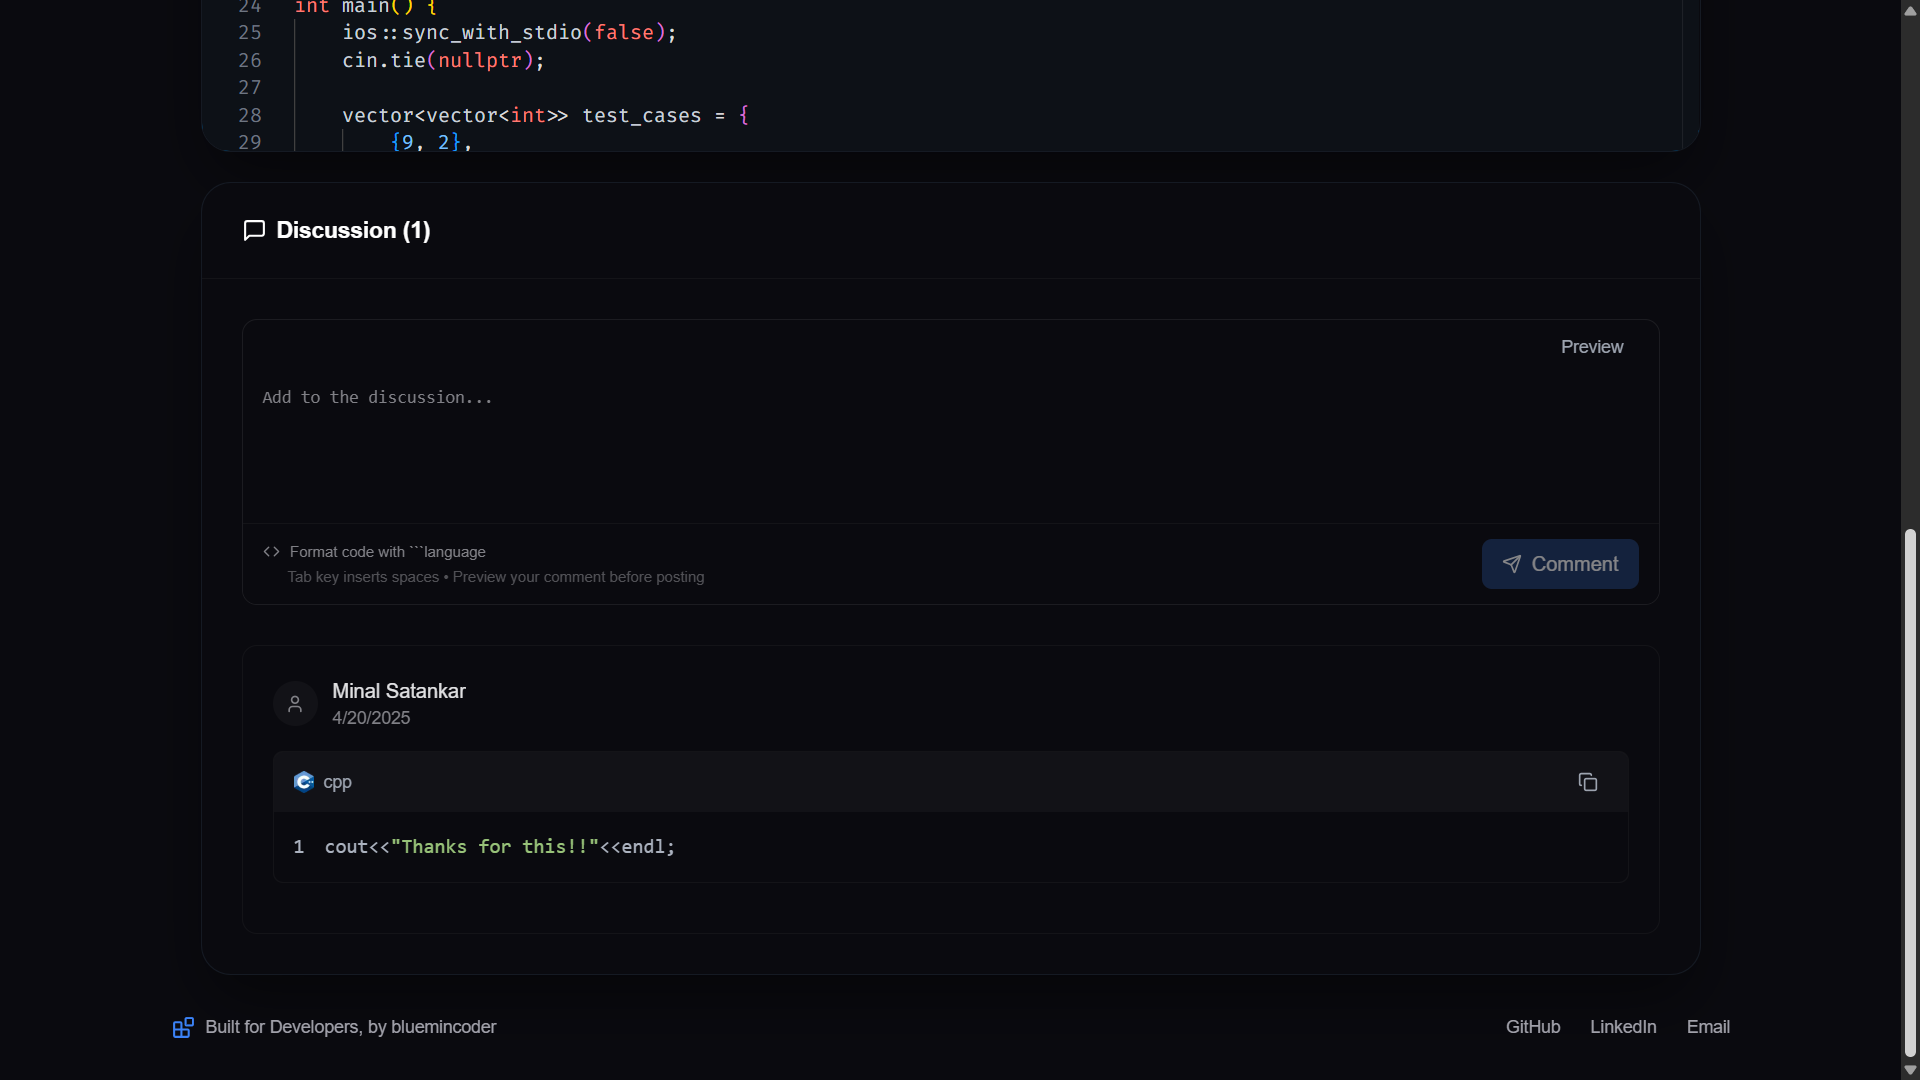 24 int main() {
25 ios::sync_with_stdio(false);
26 cin.tie(nullptr);
27
28 vector<vector<int>> test_cases = {
29 {9, 2},
Discussion (1)
Preview
Add to the discussion...
Format code with ```language
Tab key inserts spaces • Preview your comment before posting
Comment
Minal Satankar
4/20/2025
cpp
1 cout<<"Thanks for this!!"<<endl;
Built for Developers, by bluemincoder
GitHub LinkedIn Email